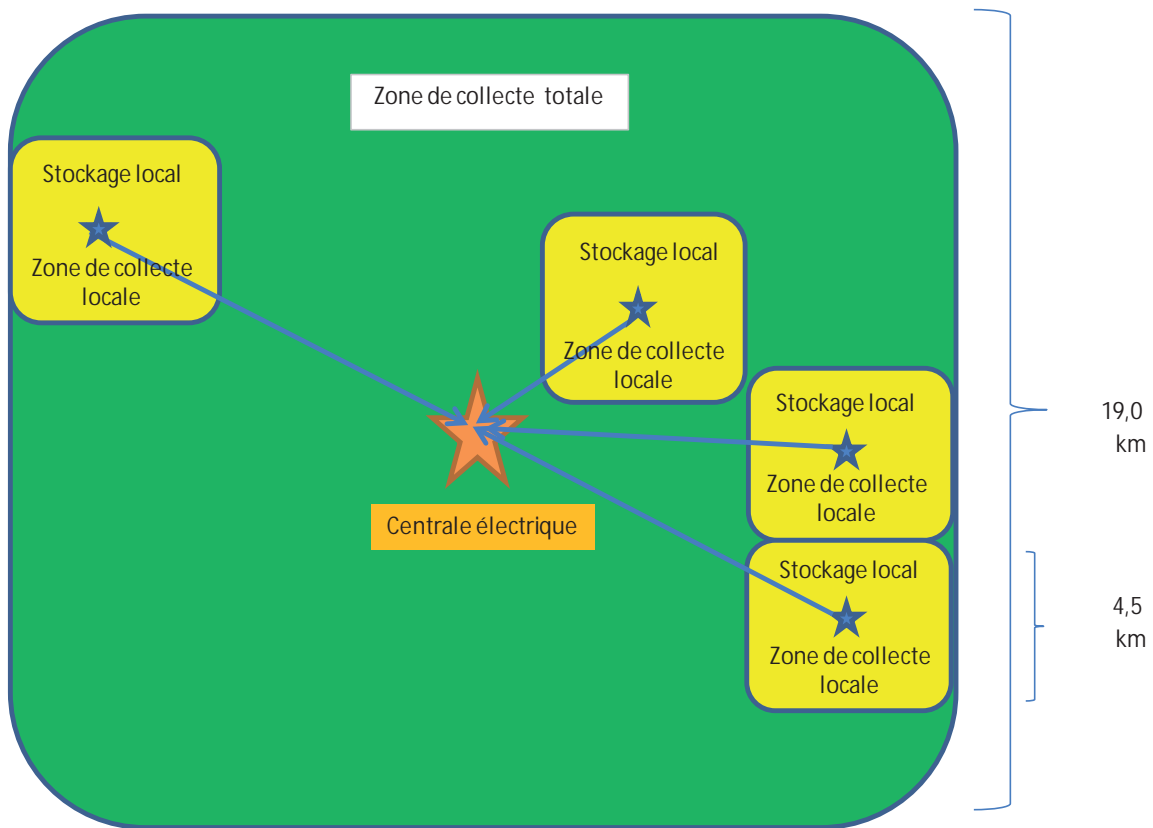 Zone de collecte totale
Stockage local
Zone de collecte
locale
Stockage local
Zone de collecte
locale
Stockage local
Zone de collecte
locale
19,0
km
Centrale électrique
Stockage local
Zone de collecte
locale
4,5
km